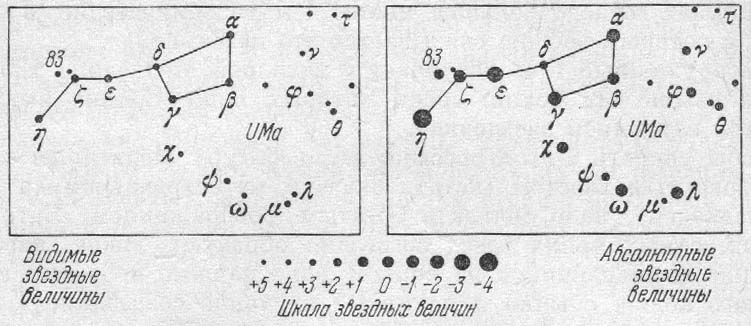 α
τ
δ
ν
83
ζ
ε
β
φ
γ
θ
η
UMa
χ
ψ
ω
μ
λ
α
τ
δ
ν
83
ζ
ε
β
φ
γ
θ
η
UMa
χ
ψ
ω
μ
λ
Видимые
звездные
величины
+5 +4 +3 +2 +1 0 -1 -2 -3 -4
Шкала звездных величин
Абсолютные
звездные
величины